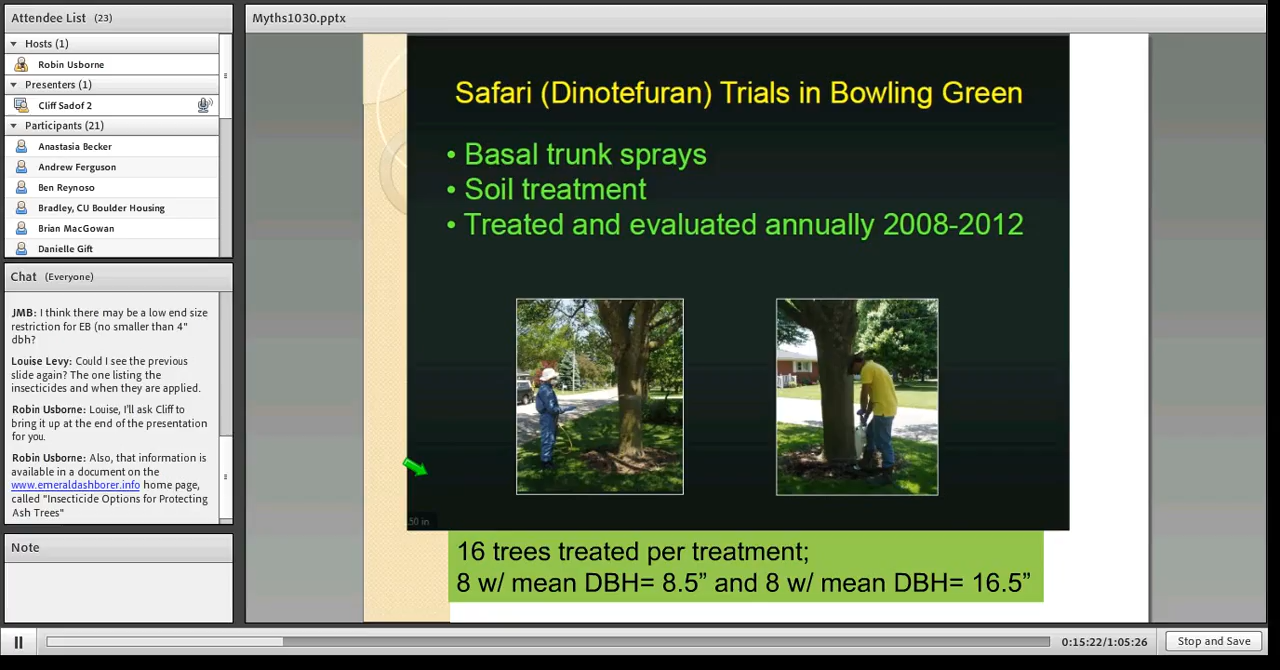 Attendee List (23)
Hosts (1)
Robin Usborne
Presenters (1)
Cliff Sadof 2
Participants (21)
Anastasia Becker
Andrew Ferguson
Ben Reynoso
Bradley, CU Boulder Housing
Brian MacGowan
Danielle Gift
Chat (Everyone)
JMB: I think there may be a low end size
restriction for EB (no smaller than 4"
dbh?
Louise Levy: Could I see the previous
slide again? The one listing the
insecticides and when they are applied.
Robin Usborne: Louise, I'll ask Cliff to
bring it up at the end of the presentation
for you.
Robin Usborne: Also, that information is
available in a document on the
www.emeraldashborer.info home page,
called "Insecticide Options for Protecting
Ash Trees"
Note
Myths1030.pptx
Safari (Dinotefuran) Trials in Bowling Green
• Basal trunk sprays
• Soil treatment
• Treated and evaluated annually 2008-2012
.50 in
16 trees treated per treatment;
8 w/ mean DBH= 8.5” and 8 w/ mean DBH= 16.5”
0:15:22/1:05:26
Stop and Save